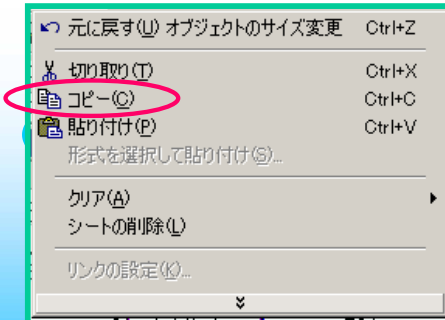 元に戻す(U) オブジェクトのサイズ変更 Ctrl+Z
切り取り(T) Ctrl+X
コピー(C) Ctrl+C
貼り付け(P) Ctrl+V
形式を選択して貼り付け(S)...
クリア(A)
シートの削除(L)
リンクの設定(K)...